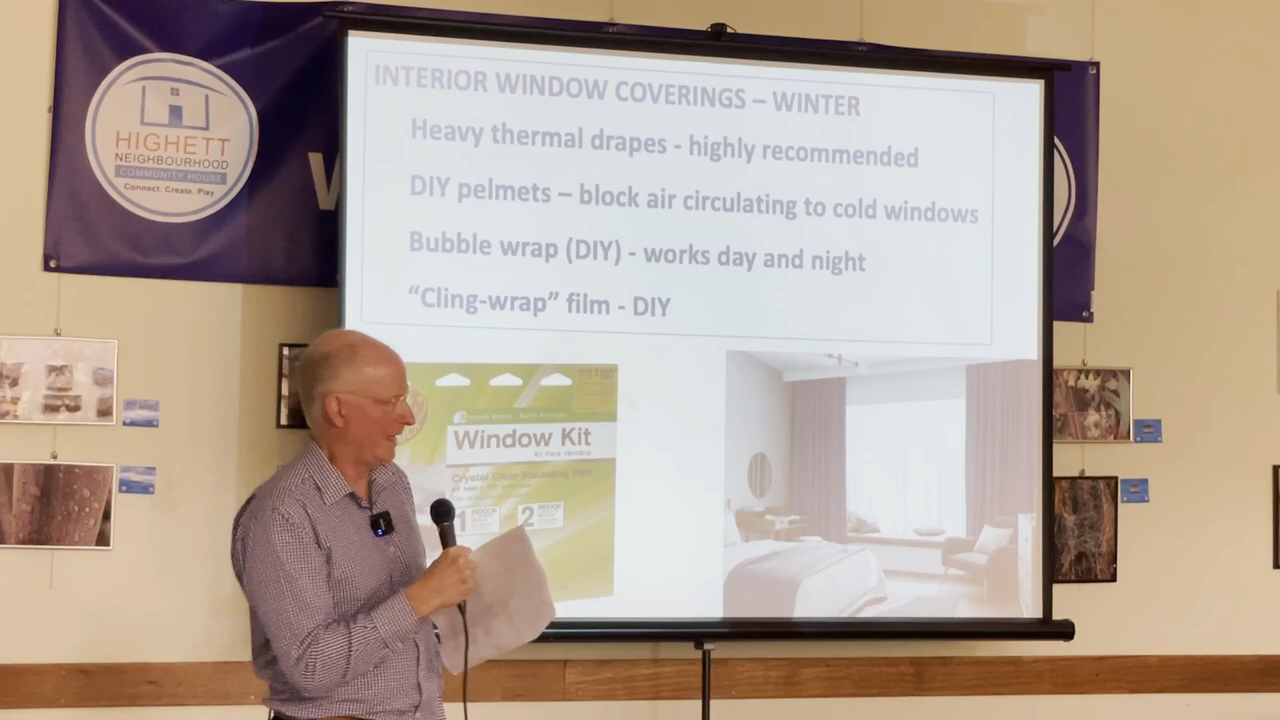 HIGHETT
NEIGHBOURHOOD
COMMUNITY HOUSE
Connect. Create. Play
INTERIOR WINDOW COVERINGS – WINTER
Heavy thermal drapes - highly recommended
DIY pelmets – block air circulating to cold windows
Bubble wrap (DIY) - works day and night
“Cling-wrap” film - DIY
Window Kit
Crystal Clear Insulating Film
1 INDOOR
2 INDOOR